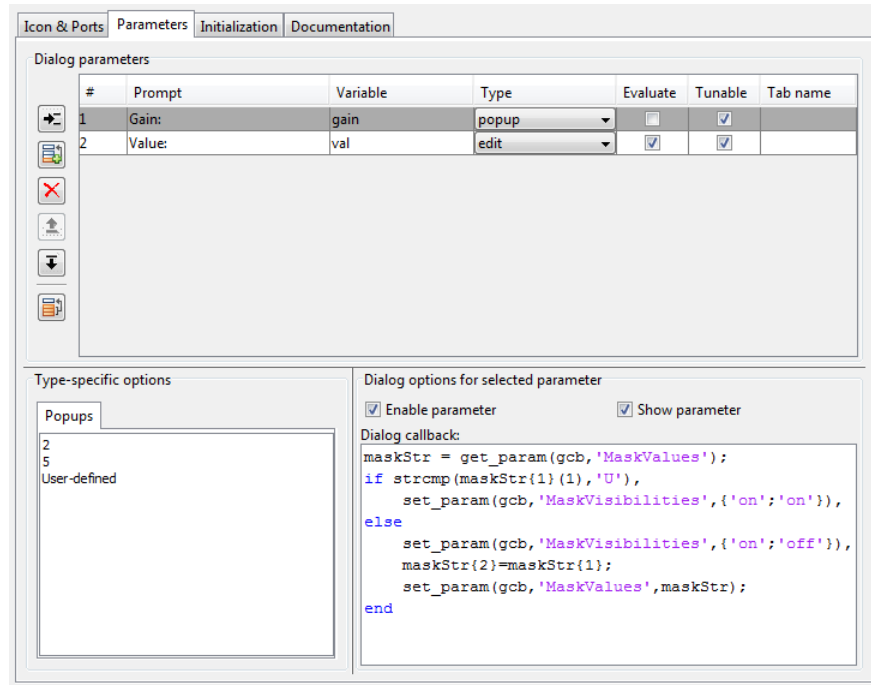 Icon & Ports Parameters Initialization Documentation
Dialog parameters
# Prompt Variable Type Evaluate Tunable Tab name
1 Gain: gain popup
2 Value: val edit
Type-specific options
Popups
2
5
User-defined
Dialog options for selected parameter
Enable parameter Show parameter
Dialog callback:
maskStr = get_param(gcb,'MaskValues');
if strcmp(maskStr{1}(1),'U'),
    set_param(gcb,'MaskVisibilities',{'on';'on'}),
else
    set_param(gcb,'MaskVisibilities',{'on';'off'}),
    maskStr{2}=maskStr{1};
    set_param(gcb,'MaskValues',maskStr);
end